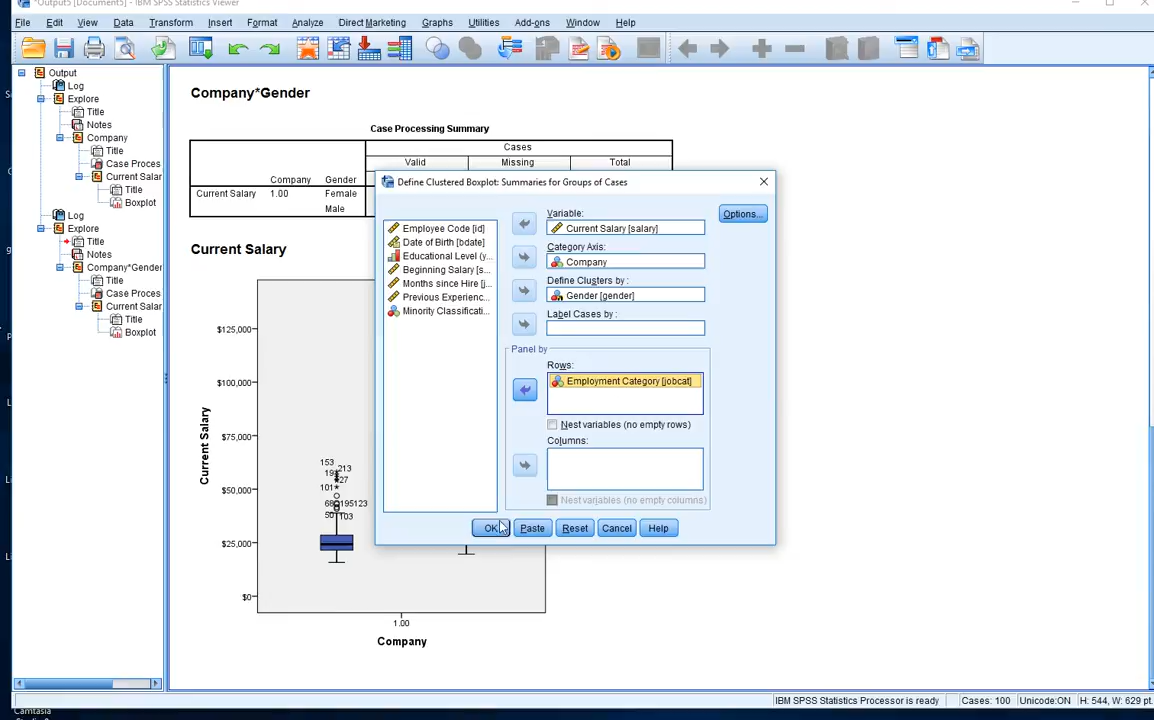 *Output5 [Document5] - IBM SPSS Statistics Viewer
File Edit View Data Transform Insert Format Analyze Direct Marketing Graphs Utilities Add-ons Window Help
Output
Log
Explore
Title
Notes
Company
Title
Case Proces
Current Salar
Title
Boxplot
Log
Explore
Title
Notes
Company*Gender
Title
Case Proces
Current Salar
Title
Boxplot
Company*Gender
Case Processing Summary
Cases
Valid Missing Total
Company Gender
Current Salary 1.00 Female
Male
Current Salary
$125,000
$100,000
$75,000
$50,000
$25,000
$0
Current Salary
153
213
101
103
1.00
Company
Define Clustered Boxplot: Summaries for Groups of Cases
Employee Code [id]
Date of Birth [bdate]
Educational Level (y...
Beginning Salary [s...
Months since Hire [j...
Previous Experienc...
Minority Classificati...
Variable:
Current Salary [salary]
Options...
Category Axis:
Company
Define Clusters by:
Gender [gender]
Label Cases by:
Panel by
Rows:
Employment Category [jobcat]
Nest variables (no empty rows)
Columns:
Nest variables (no empty columns)
OK Paste Reset Cancel Help
IBM SPSS Statistics Processor is ready Cases: 100 Unicode:ON H: 544, W: 629 pt.
Camtasia